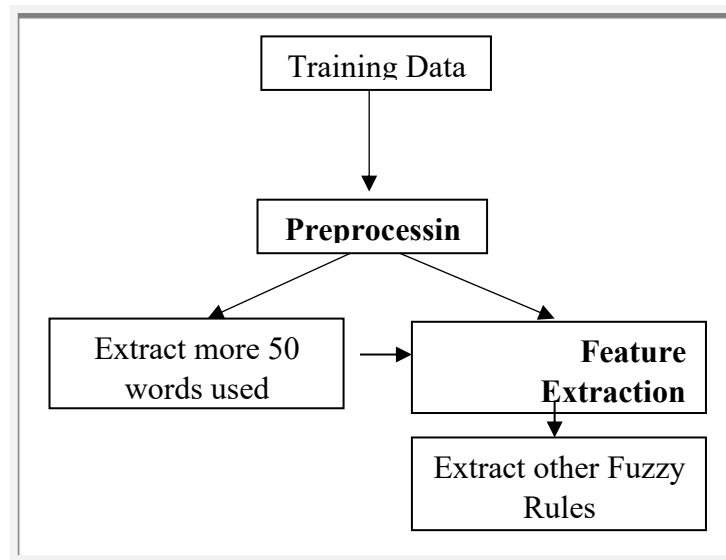 Training Data
Preprocessin
Extract more 50
words used
Feature
Extraction
Extract other Fuzzy
Rules